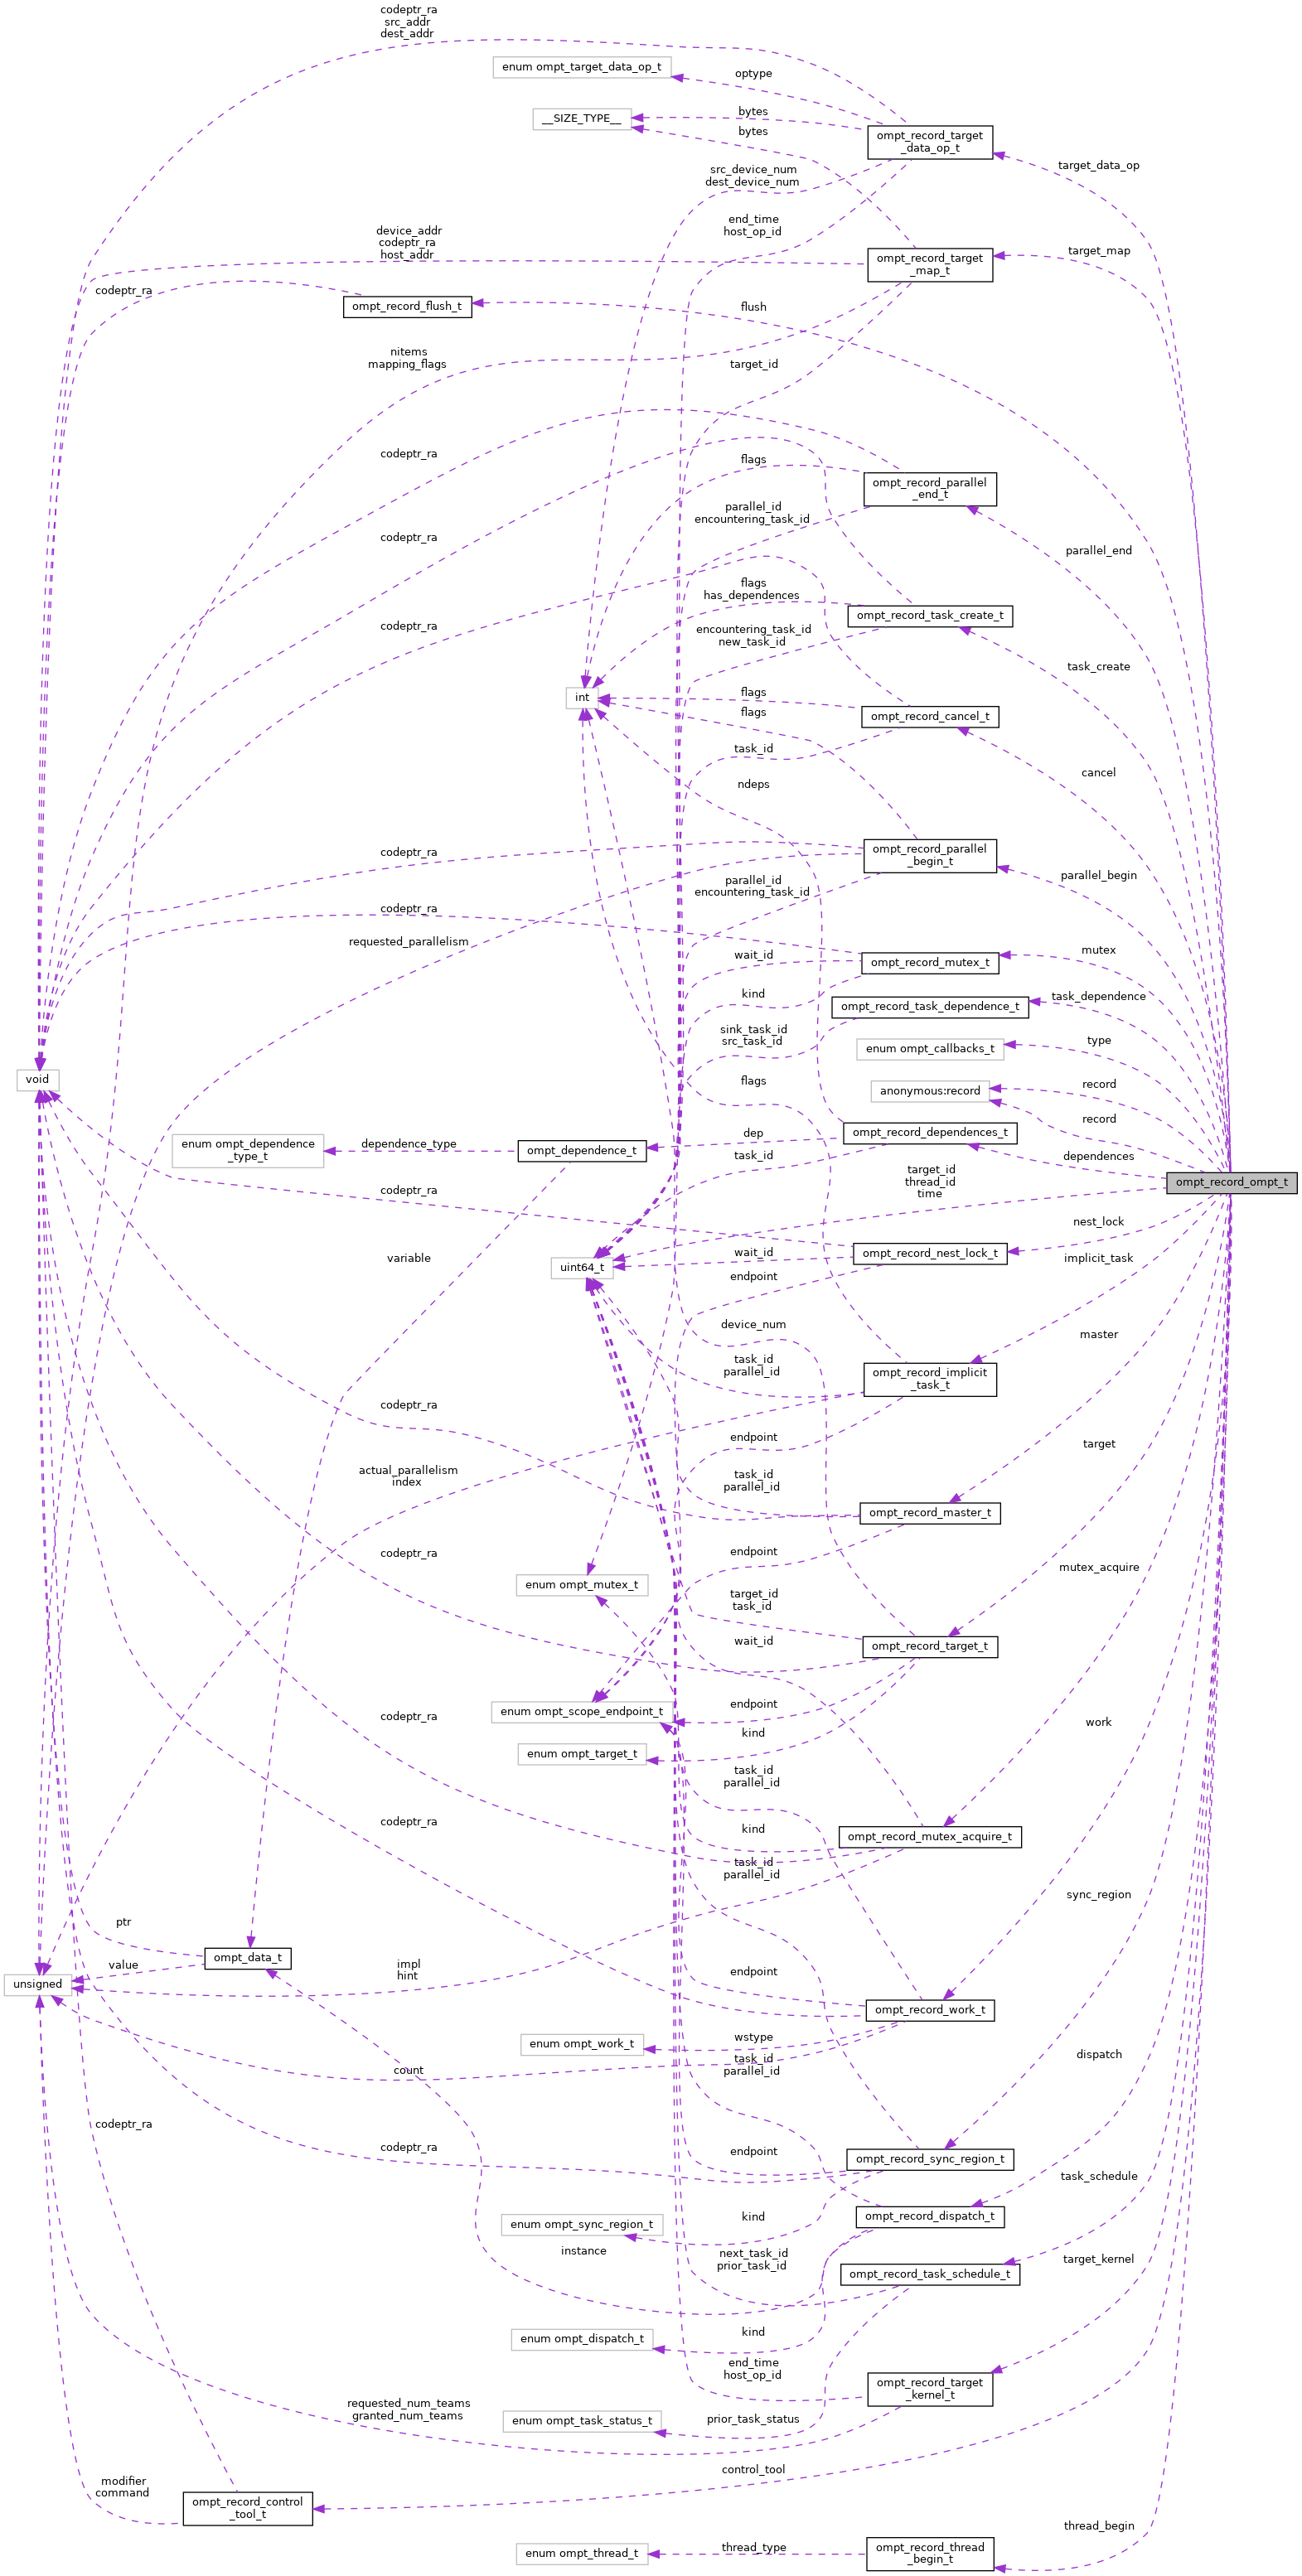 codeptr_ra
src_addr
dest_addr
enum ompt_target_data_op_t
optype
__SIZE_TYPE__
bytes
bytes
ompt_record_target
_data_op_t
target_data_op
src_device_num
dest_device_num
end_time
host_op_id
device_addr
codeptr_ra
host_addr
ompt_record_target
_map_t
target_map
codeptr_ra
ompt_record_flush_t
flush
nitems
mapping_flags
target_id
codeptr_ra
flags
ompt_record_parallel
_end_t
parallel_id
encountering_task_id
codeptr_ra
parallel_end
flags
has_dependences
ompt_record_task_create_t
codeptr_ra
encountering_task_id
new_task_id
task_create
int
flags
flags
ompt_record_cancel_t
task_id
cancel
ndeps
codeptr_ra
ompt_record_parallel
_begin_t
parallel_begin
parallel_id
encountering_task_id
codeptr_ra
requested_parallelism
wait_id
ompt_record_mutex_t
mutex
kind
ompt_record_task_dependence_t
task_dependence
sink_task_id
src_task_id
enum ompt_callbacks_t
type
void
flags
anonymous:record
record
record
enum ompt_dependence
_type_t
dependence_type
ompt_dependence_t
dep
ompt_record_dependences_t
dependences
task_id
codeptr_ra
target_id
thread_id
time
ompt_record_ompt_t
nest_lock
variable
uint64_t
wait_id
ompt_record_nest_lock_t
implicit_task
endpoint
device_num
master
task_id
parallel_id
ompt_record_implicit
_task_t
codeptr_ra
endpoint
target
actual_parallelism
index
task_id
parallel_id
ompt_record_master_t
codeptr_ra
endpoint
mutex_acquire
enum ompt_mutex_t
target_id
task_id
wait_id
ompt_record_target_t
codeptr_ra
enum ompt_scope_endpoint_t
endpoint
work
enum ompt_target_t
kind
task_id
parallel_id
codeptr_ra
kind
ompt_record_mutex_acquire_t
task_id
parallel_id
sync_region
ptr
ompt_data_t
value
unsigned
impl
hint
endpoint
ompt_record_work_t
enum ompt_work_t
wstype
dispatch
count
task_id
parallel_id
codeptr_ra
codeptr_ra
endpoint
ompt_record_sync_region_t
task_schedule
enum ompt_sync_region_t
kind
ompt_record_dispatch_t
instance
next_task_id
prior_task_id
ompt_record_task_schedule_t
target_kernel
enum ompt_dispatch_t
kind
end_time
host_op_id
ompt_record_target
_kernel_t
requested_num_teams
granted_num_teams
enum ompt_task_status_t
prior_task_status
control_tool
modifier
command
ompt_record_control
_tool_t
thread_begin
enum ompt_thread_t
thread_type
ompt_record_thread
_begin_t